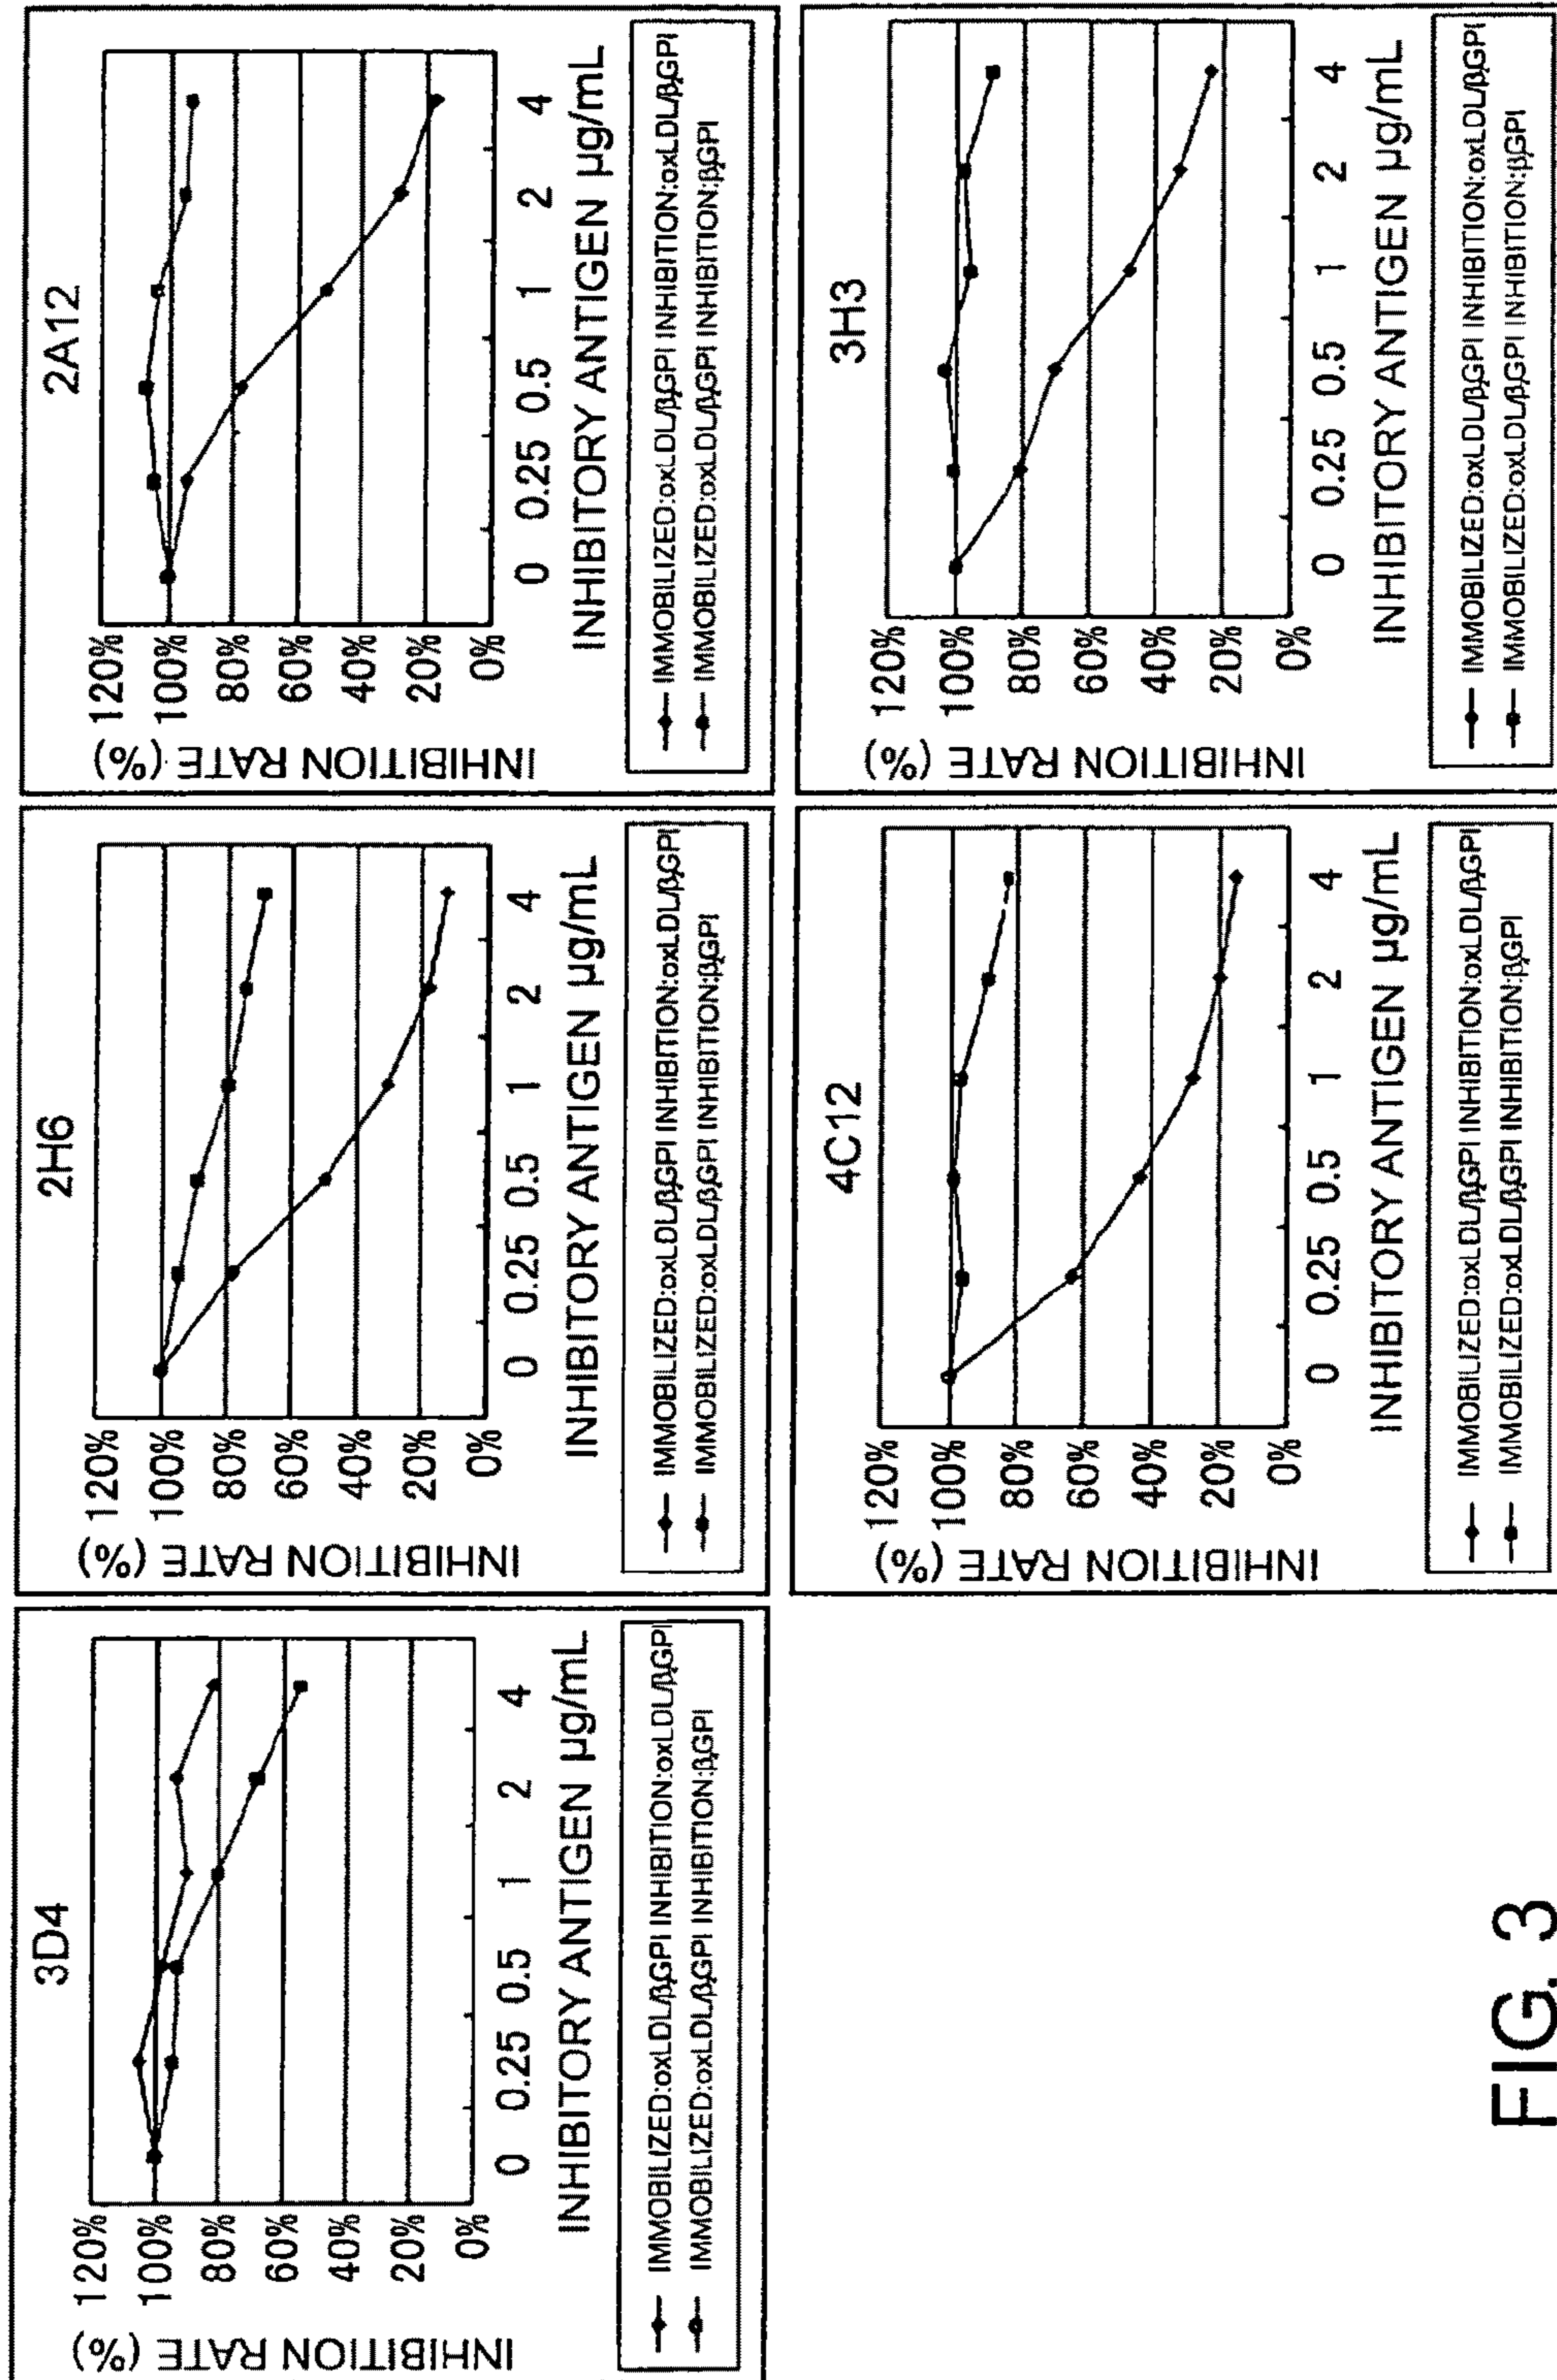 3D4
INHIBITION RATE (%)
120%
100%
80%
60%
40%
20%
0%
0 0.25 0.5 1 2 4
INHIBITORY ANTIGEN µg/mL
IMMOBILIZED:oxLDL/β₂GPI INHIBITION:oxLDL/β₂GPI
IMMOBILIZED:oxLDL/β₂GPI INHIBITION:β₂GPI
2H6
INHIBITION RATE (%)
120%
100%
80%
60%
40%
20%
0%
0 0.25 0.5 1 2 4
INHIBITORY ANTIGEN µg/mL
IMMOBILIZED:oxLDL/β₂GPI INHIBITION:oxLDL/β₂GPI
IMMOBILIZED:oxLDL/β₂GPI INHIBITION:β₂GPI
2A12
INHIBITION RATE (%)
120%
100%
80%
60%
40%
20%
0%
0 0.25 0.5 1 2 4
INHIBITORY ANTIGEN µg/mL
IMMOBILIZED:oxLDL/β₂GPI INHIBITION:oxLDL/β₂GPI
IMMOBILIZED:oxLDL/β₂GPI INHIBITION:β₂GPI
4C12
INHIBITION RATE (%)
120%
100%
80%
60%
40%
20%
0%
0 0.25 0.5 1 2 4
INHIBITORY ANTIGEN µg/mL
IMMOBILIZED:oxLDL/β₂GPI INHIBITION:oxLDL/β₂GPI
IMMOBILIZED:oxLDL/β₂GPI INHIBITION:β₂GPI
3H3
INHIBITION RATE (%)
120%
100%
80%
60%
40%
20%
0%
0 0.25 0.5 1 2 4
INHIBITORY ANTIGEN µg/mL
IMMOBILIZED:oxLDL/β₂GPI INHIBITION:oxLDL/β₂GPI
IMMOBILIZED:oxLDL/β₂GPI INHIBITION:β₂GPI
FIG. 3